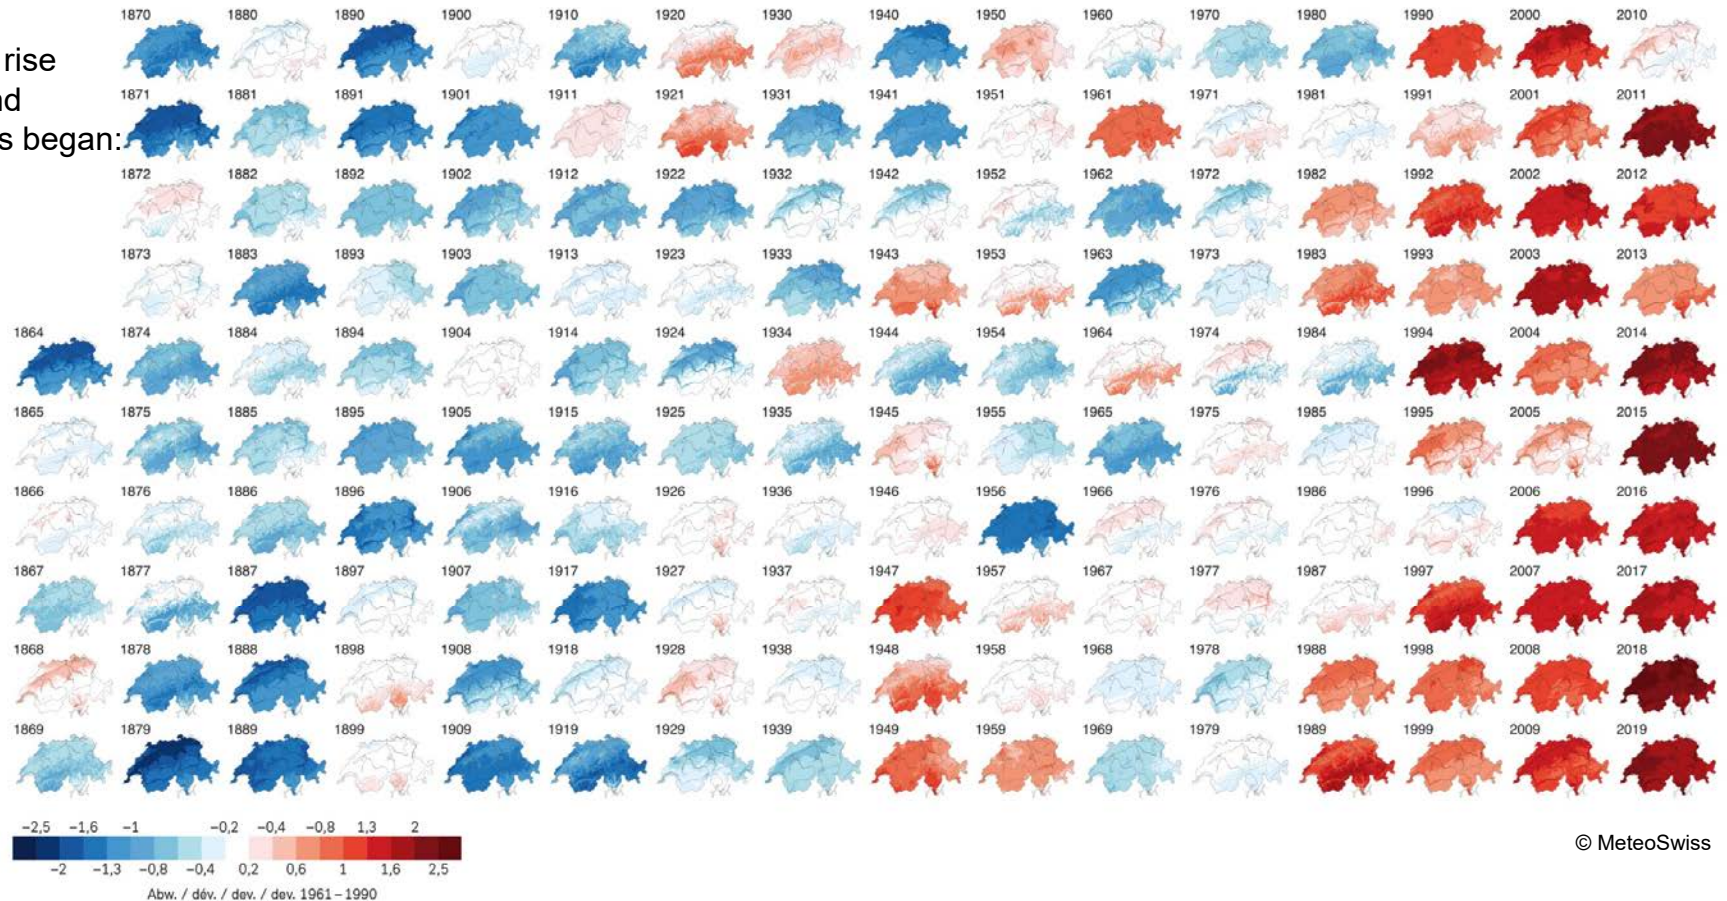 rise
nd
s began:
1870 1880 1890 1900 1910 1920 1930 1940 1950 1960 1970 1980 1990 2000 2010
1871 1881 1891 1901 1911 1921 1931 1941 1951 1961 1971 1981 1991 2001 2011
1872 1882 1892 1902 1912 1922 1932 1942 1952 1962 1972 1982 1992 2002 2012
1873 1883 1893 1903 1913 1923 1933 1943 1953 1963 1973 1983 1993 2003 2013
1864 1874 1884 1894 1904 1914 1924 1934 1944 1954 1964 1974 1984 1994 2004 2014
1865 1875 1885 1895 1905 1915 1925 1935 1945 1955 1965 1975 1985 1995 2005 2015
1866 1876 1886 1896 1906 1916 1926 1936 1946 1956 1966 1976 1986 1996 2006 2016
1867 1877 1887 1897 1907 1917 1927 1937 1947 1957 1967 1977 1987 1997 2007 2017
1868 1878 1888 1898 1908 1918 1928 1938 1948 1958 1968 1978 1988 1998 2008 2018
1869 1879 1889 1899 1909 1919 1929 1939 1949 1959 1969 1979 1989 1999 2009 2019
−2,5 −1,6 −1 −0,2 −0,4 −0,8 1,3 2
−2 −1,3 −0,8 −0,4 0,2 0,6 1 1,6 2,5
Abw. / dév. / dev. / dev. 1961 – 1990
© MeteoSwiss